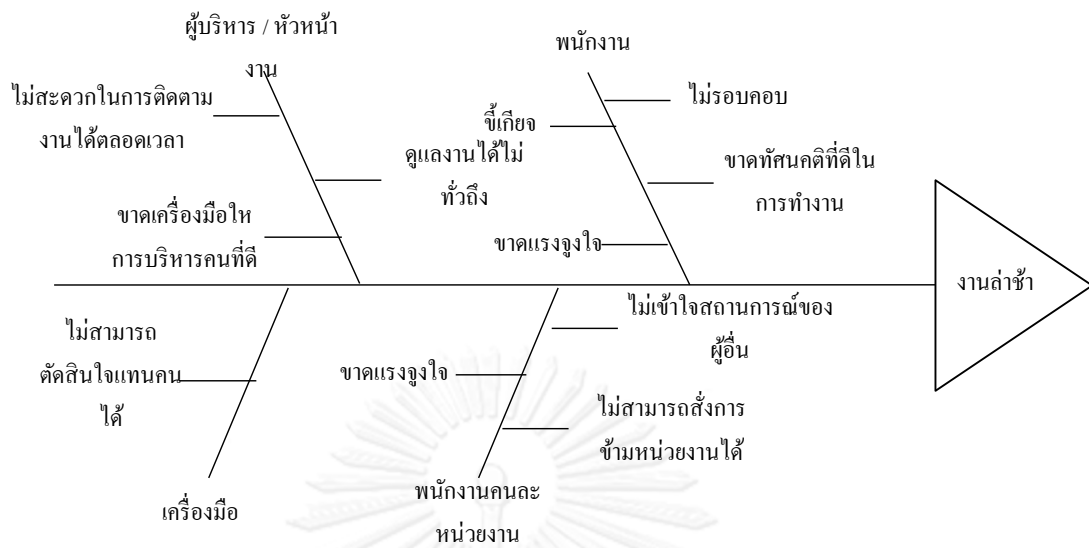 ผู้บริหาร / หัวหน้า
งาน
ไม่สะดวกในการติดตาม
งานได้ตลอดเวลา
ดูแลงานได้ไม่
ทั่วถึง
ขาดเครื่องมือให
การบริหารคนที่ดี
พนักงาน
ไม่รอบคอบ
ขี้เกียจ
ขาดทัศนคติที่ดีใน
การทำงาน
ขาดแรงจูงใจ
งานล่าช้า
ไม่สามารถ
ตัดสินใจแทนคน
ได้
เครื่องมือ
ไม่เข้าใจสถานการณ์ของ
ผู้อื่น
ขาดแรงจูงใจ
ไม่สามารถสั่งการ
ข้ามหน่วยงานได้
พนักงานคนละ
หน่วยงาน